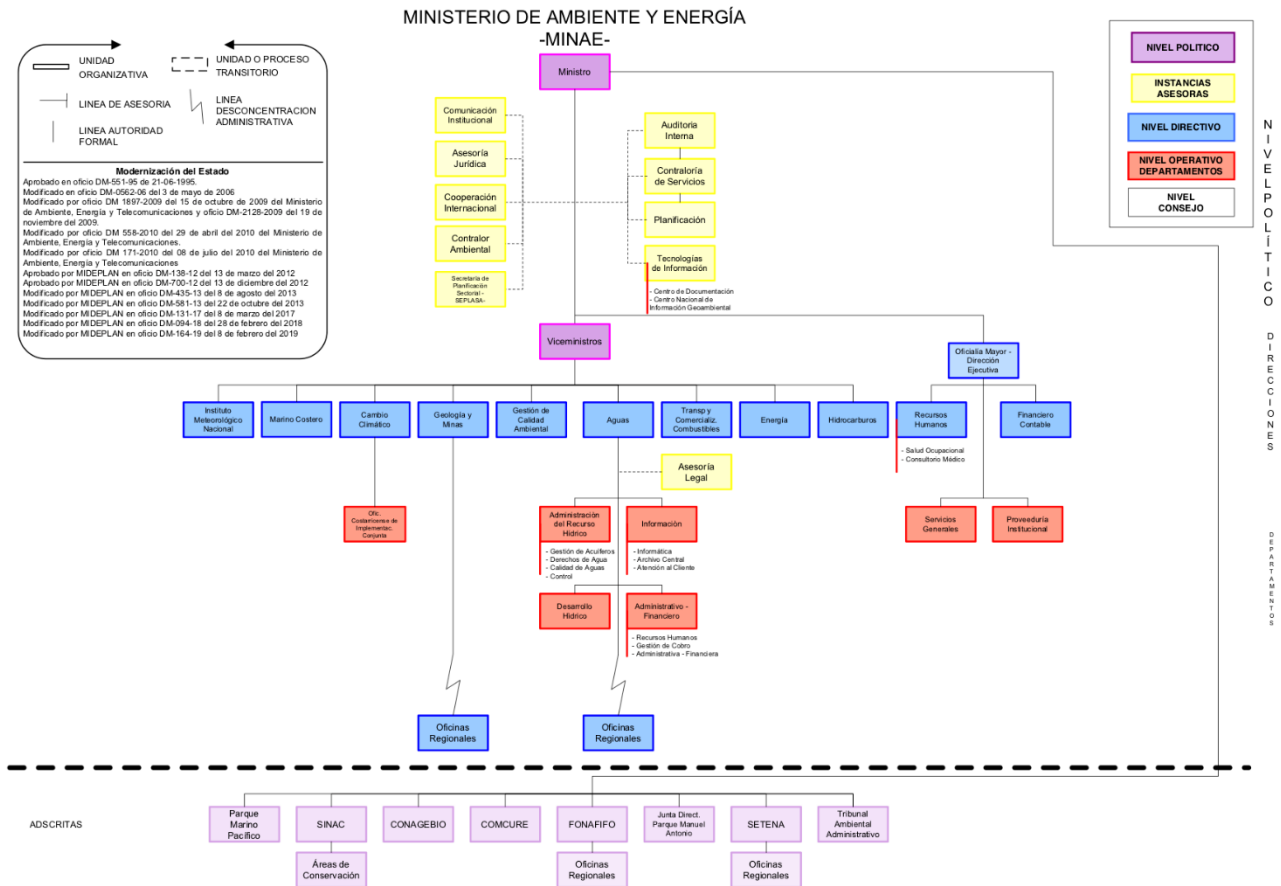 MINISTERIO DE AMBIENTE Y ENERGÍA
-MINAE-
UNIDAD
ORGANIZATIVA
UNIDAD O PROCESO
TRANSITORIO
LINEA DE ASESORIA
LINEA
DESCONCENTRACION
ADMINISTRATIVA
LINEA AUTORIDAD
FORMAL
Modernización del Estado
Aprobado en oficio DM-551-95 de 21-06-1995.
Modificado en oficio DM-0562-06 del 3 de mayo de 2006
Modificado por oficio DM 1897-2009 del 15 de octubre de 2009 del Ministerio
de Ambiente, Energía y Telecomunicaciones y oficio DM-2128-2009 del 19 de
noviembre del 2009.
Modificado por oficio DM 558-2010 del 29 de abril del 2010 del Ministerio de
Ambiente, Energía y Telecomunicaciones.
Modificado por oficio DM 171-2010 del 08 de julio del 2010 del Ministerio de
Ambiente, Energía y Telecomunicaciones
Aprobado por MIDEPLAN en oficio DM-138-12 del 13 de marzo del 2012
Aprobado por MIDEPLAN en oficio DM-700-12 del 13 de diciembre del 2012
Modificado por MIDEPLAN en oficio DM-435-13 del 8 de agosto del 2013
Modificado por MIDEPLAN en oficio DM-581-13 del 22 de octubre del 2013
Modificado por MIDEPLAN en oficio DM-131-17 del 8 de marzo del 2017
Modificado por MIDEPLAN en oficio DM-094-18 del 28 de febrero del 2018
Modificado por MIDEPLAN en oficio DM-164-19 del 8 de febrero del 2019
NIVEL POLITICO
INSTANCIAS
ASESORAS
NIVEL DIRECTIVO
NIVEL OPERATIVO
DEPARTAMENTOS
NIVEL
CONSEJO
NIVEL POLÍTICO
DIRECCIONES
DEPARTAMENTOS
Ministro
Comunicación
Institucional
Asesoría
Jurídica
Cooperación
Internacional
Contralor
Ambiental
Secretaría de
Planificación
Sectorial -
SEPLASA-
Auditoría
Interna
Contraloría
de Servicios
Planificación
Tecnologías
de Información
- Centro de Documentación
- Centro Nacional de
Información Geoambiental
Viceministros
Oficialia Mayor -
Dirección
Ejecutiva
Instituto
Meteorológico
Nacional
Marino Costero
Cambio
Climático
Geología y
Minas
Gestión de
Calidad
Ambiental
Aguas
Transp y
Comercializ.
Combustibles
Energía
Hidrocarburos
Recursos
Humanos
Financiero
Contable
- Salud Ocupacional
- Consultorio Médico
Asesoría
Legal
Ofic.
Costarricense de
Implementac.
Conjunta
Administración
del Recurso
Hídrico
- Gestión de Acuíferos
- Derechos de Agua
- Calidad de Aguas
- Control
Información
- Informática
- Archivo Central
- Atención al Cliente
Servicios
Generales
Proveeduría
Institucional
Desarrollo
Hídrico
Administrativo -
Financiero
- Recursos Humanos
- Gestión de Cobro
- Administrativa - Financiera
Oficinas
Regionales
Oficinas
Regionales
ADSCRITAS
Parque
Marino
Pacífico
SINAC
CONAGEBIO
COMCURE
FONAFIFO
Junta Direct.
Parque Manuel
Antonio
SETENA
Tribunal
Ambiental
Administrativo
Áreas de
Conservación
Oficinas
Regionales
Oficinas
Regionales